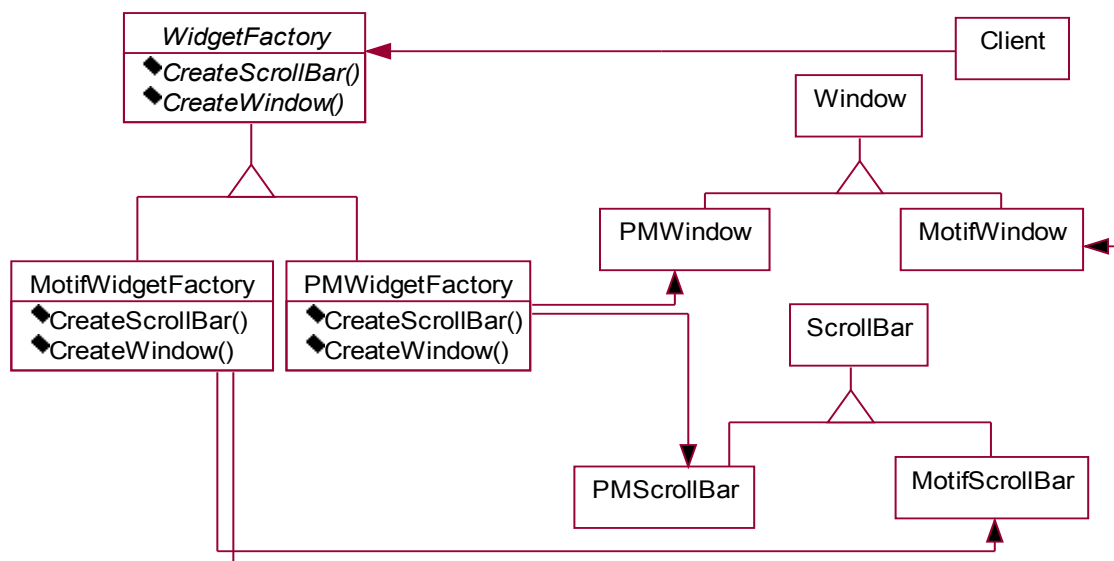 WidgetFactory
CreateScrollBar()
CreateWindow()
Client
Window
PMWindow
MotifWindow
MotifWidgetFactory
CreateScrollBar()
CreateWindow()
PMWidgetFactory
CreateScrollBar()
CreateWindow()
ScrollBar
PMScrollBar
MotifScrollBar